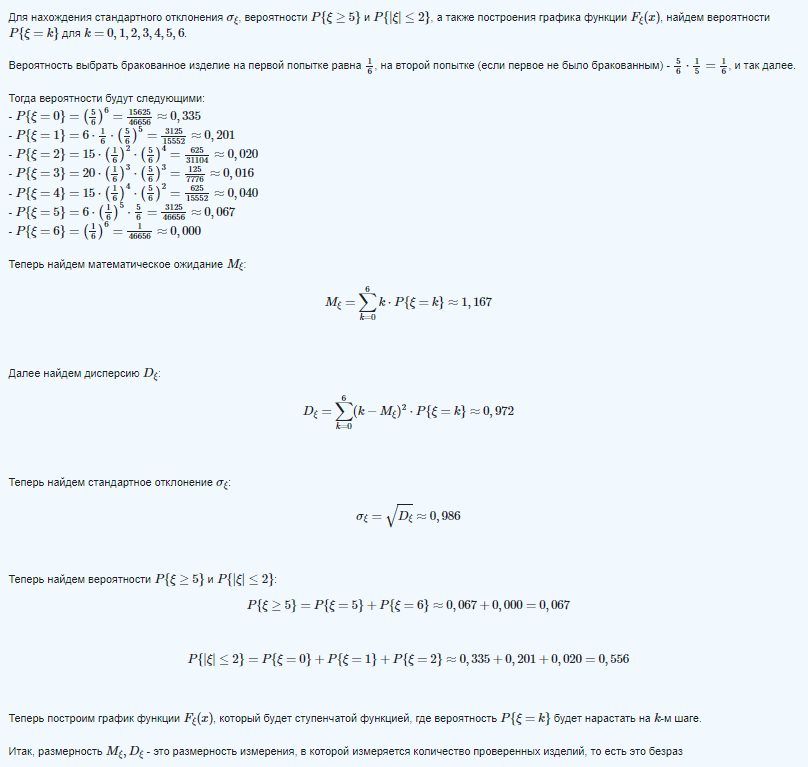 Для нахождения стандартного отклонения σ_ξ, вероятности P{ξ ≥ 5} и P{|ξ| ≤ 2}, а также построения графика функции F_ξ(x), найдем вероятности
P{ξ = k} для k = 0, 1, 2, 3, 4, 5, 6.
Вероятность выбрать бракованное изделие на первой попытке равна 1/6, на второй попытке (если первое не было бракованным) - 5/6 · 1/5 = 1/6, и так далее.
Тогда вероятности будут следующими:
- P{ξ = 0} = (5/6)^6 = 15625/46656 ≈ 0,335
- P{ξ = 1} = 6 · 1/6 · (5/6)^5 = 3125/15552 ≈ 0,201
- P{ξ = 2} = 15 · (1/6)^2 · (5/6)^4 = 625/31104 ≈ 0,020
- P{ξ = 3} = 20 · (1/6)^3 · (5/6)^3 = 125/7776 ≈ 0,016
- P{ξ = 4} = 15 · (1/6)^4 · (5/6)^2 = 625/15552 ≈ 0,040
- P{ξ = 5} = 6 · (1/6)^5 · 5/6 = 3125/46656 ≈ 0,067
- P{ξ = 6} = (1/6)^6 = 1/46656 ≈ 0,000
Теперь найдем математическое ожидание M_ξ:
M_ξ = ∑_{k=0}^{6} k · P{ξ = k} ≈ 1,167
Далее найдем дисперсию D_ξ:
D_ξ = ∑_{k=0}^{6} (k − M_ξ)^2 · P{ξ = k} ≈ 0,972
Теперь найдем стандартное отклонение σ_ξ:
σ_ξ = √D_ξ ≈ 0,986
Теперь найдем вероятности P{ξ ≥ 5} и P{|ξ| ≤ 2}:
P{ξ ≥ 5} = P{ξ = 5} + P{ξ = 6} ≈ 0,067 + 0,000 = 0,067
P{|ξ| ≤ 2} = P{ξ = 0} + P{ξ = 1} + P{ξ = 2} ≈ 0,335 + 0,201 + 0,020 = 0,556
Теперь построим график функции F_ξ(x), который будет ступенчатой функцией, где вероятность P{ξ = k} будет нарастать на k-м шаге.
Итак, размерность M_ξ, D_ξ - это размерность измерения, в которой измеряется количество проверенных изделий, то есть это безраз